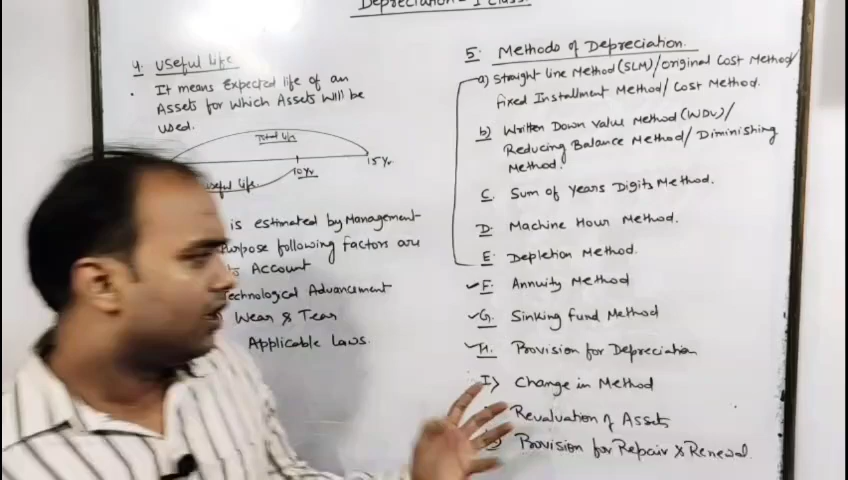 Depreciation - I Class.
4. Useful life
It means Expected life of an
Assets for which Assets will be
used.
Total life
10 Yr
15 Yr
useful life.
is estimated by Management
purpose following factors are
to Account
Technological Advancement
Wear & Tear
Applicable Laws.
5. Methods of Depreciation.
a) Straight line Method (SLM)/Original Cost Method/
Fixed Installment Method/Cost Method.
b) Written Down Value Method (WDV)/
Reducing Balance Method/Diminishing
Method.
C. Sum of Years Digits Method.
D. Machine Hour Method.
E. Depletion Method.
F. Annuity Method
G. Sinking fund Method
H. Provision for Depreciation
I> Change in Method
Revaluation of Assets
Provision for Repair & Renewal.